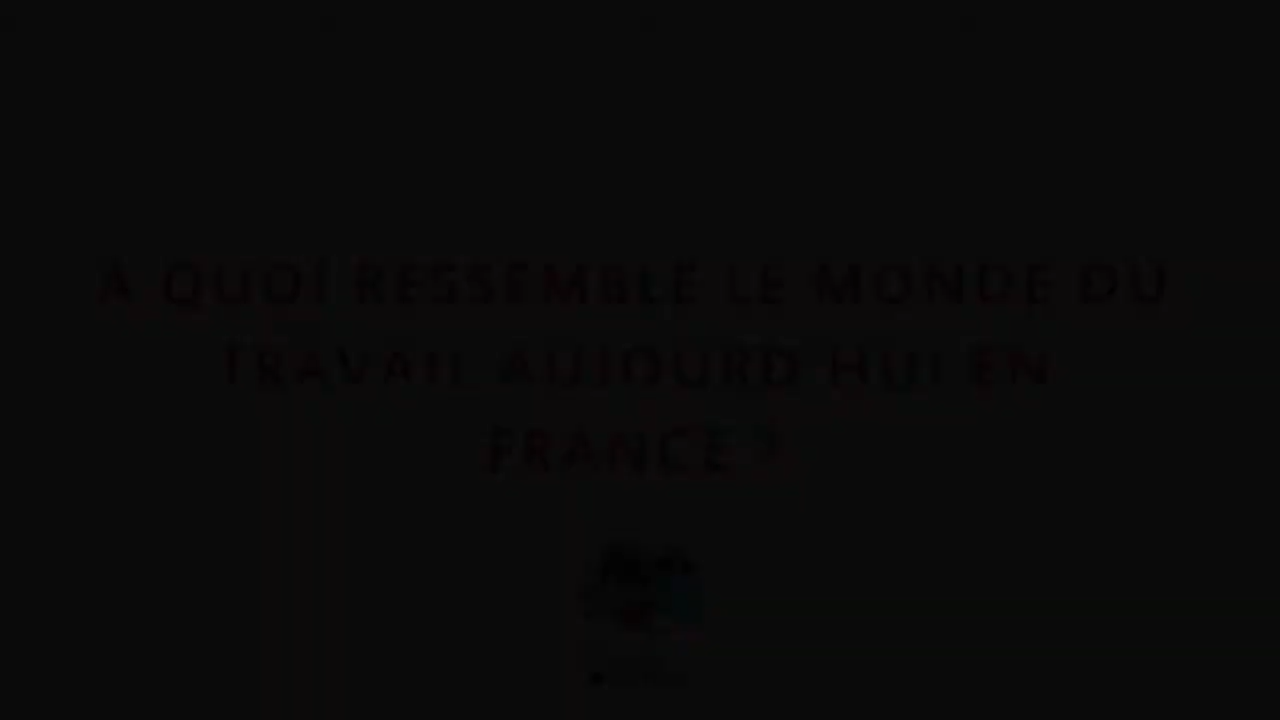 À QUOI RESSEMBLE LE MONDE DU
TRAVAIL AUJOURD'HUI EN
FRANCE ?